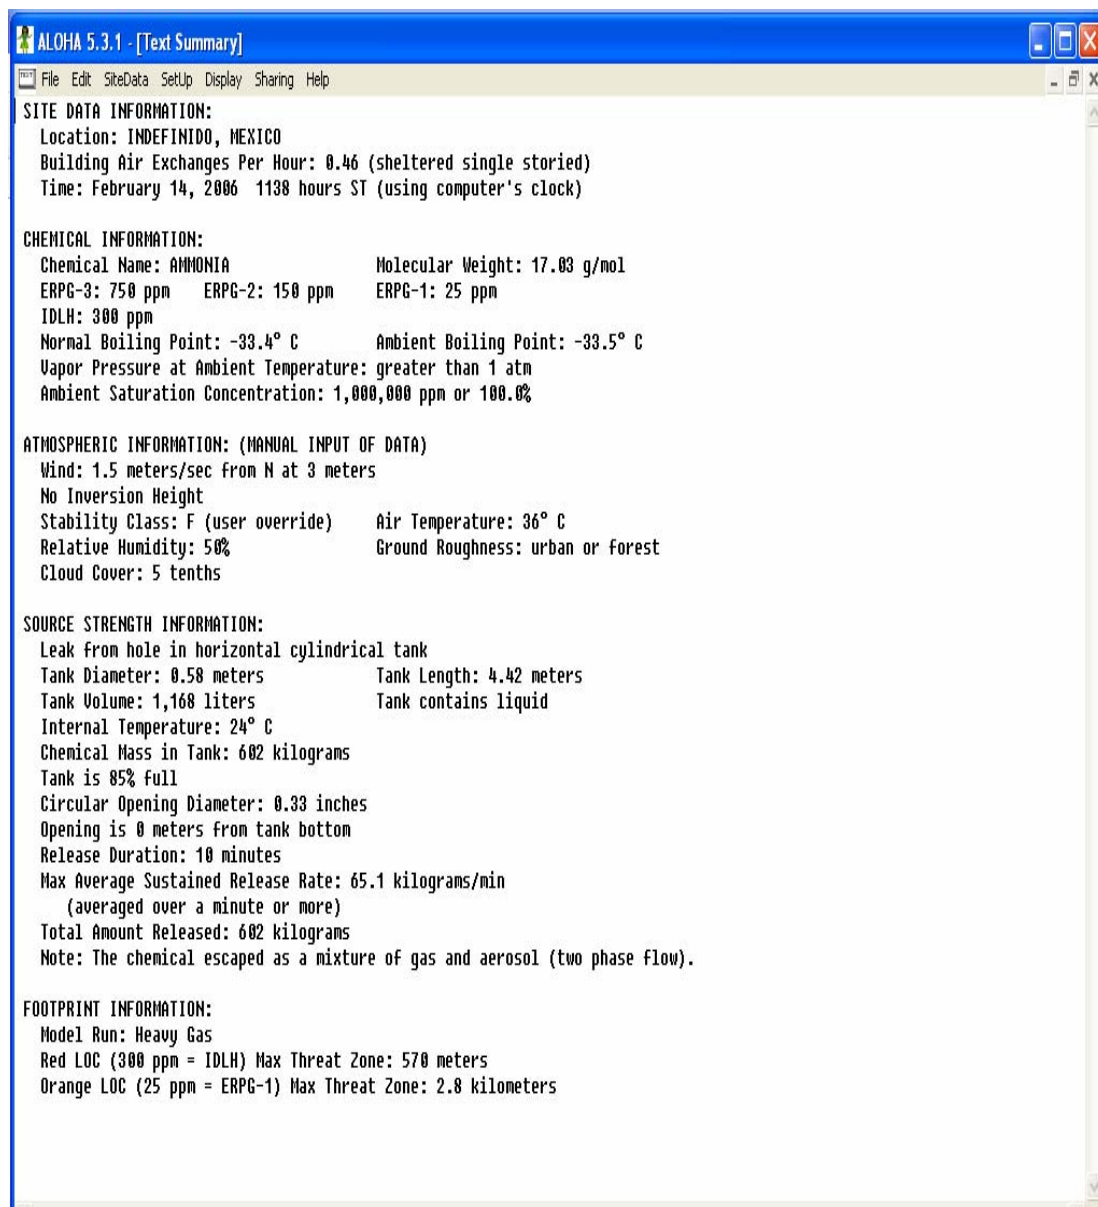 ALOHA 5.3.1 - [Text Summary]
File Edit SiteData SetUp Display Sharing Help
SITE DATA INFORMATION:
Location: INDEFINIDO, MEXICO
Building Air Exchanges Per Hour: 0.46 (sheltered single storied)
Time: February 14, 2006 1138 hours ST (using computer's clock)
CHEMICAL INFORMATION:
Chemical Name: AMMONIA Molecular Weight: 17.03 g/mol
ERPG-3: 750 ppm ERPG-2: 150 ppm ERPG-1: 25 ppm
IDLH: 300 ppm
Normal Boiling Point: -33.4° C Ambient Boiling Point: -33.5° C
Vapor Pressure at Ambient Temperature: greater than 1 atm
Ambient Saturation Concentration: 1,000,000 ppm or 100.0%
ATMOSPHERIC INFORMATION: (MANUAL INPUT OF DATA)
Wind: 1.5 meters/sec from N at 3 meters
No Inversion Height
Stability Class: F (user override) Air Temperature: 36° C
Relative Humidity: 50% Ground Roughness: urban or forest
Cloud Cover: 5 tenths
SOURCE STRENGTH INFORMATION:
Leak from hole in horizontal cylindrical tank
Tank Diameter: 0.58 meters Tank Length: 4.42 meters
Tank Volume: 1,168 liters Tank contains liquid
Internal Temperature: 24° C
Chemical Mass in Tank: 602 kilograms
Tank is 85% full
Circular Opening Diameter: 0.33 inches
Opening is 0 meters from tank bottom
Release Duration: 10 minutes
Max Average Sustained Release Rate: 65.1 kilograms/min
(averaged over a minute or more)
Total Amount Released: 602 kilograms
Note: The chemical escaped as a mixture of gas and aerosol (two phase flow).
FOOTPRINT INFORMATION:
Model Run: Heavy Gas
Red LOC (300 ppm = IDLH) Max Threat Zone: 570 meters
Orange LOC (25 ppm = ERPG-1) Max Threat Zone: 2.8 kilometers